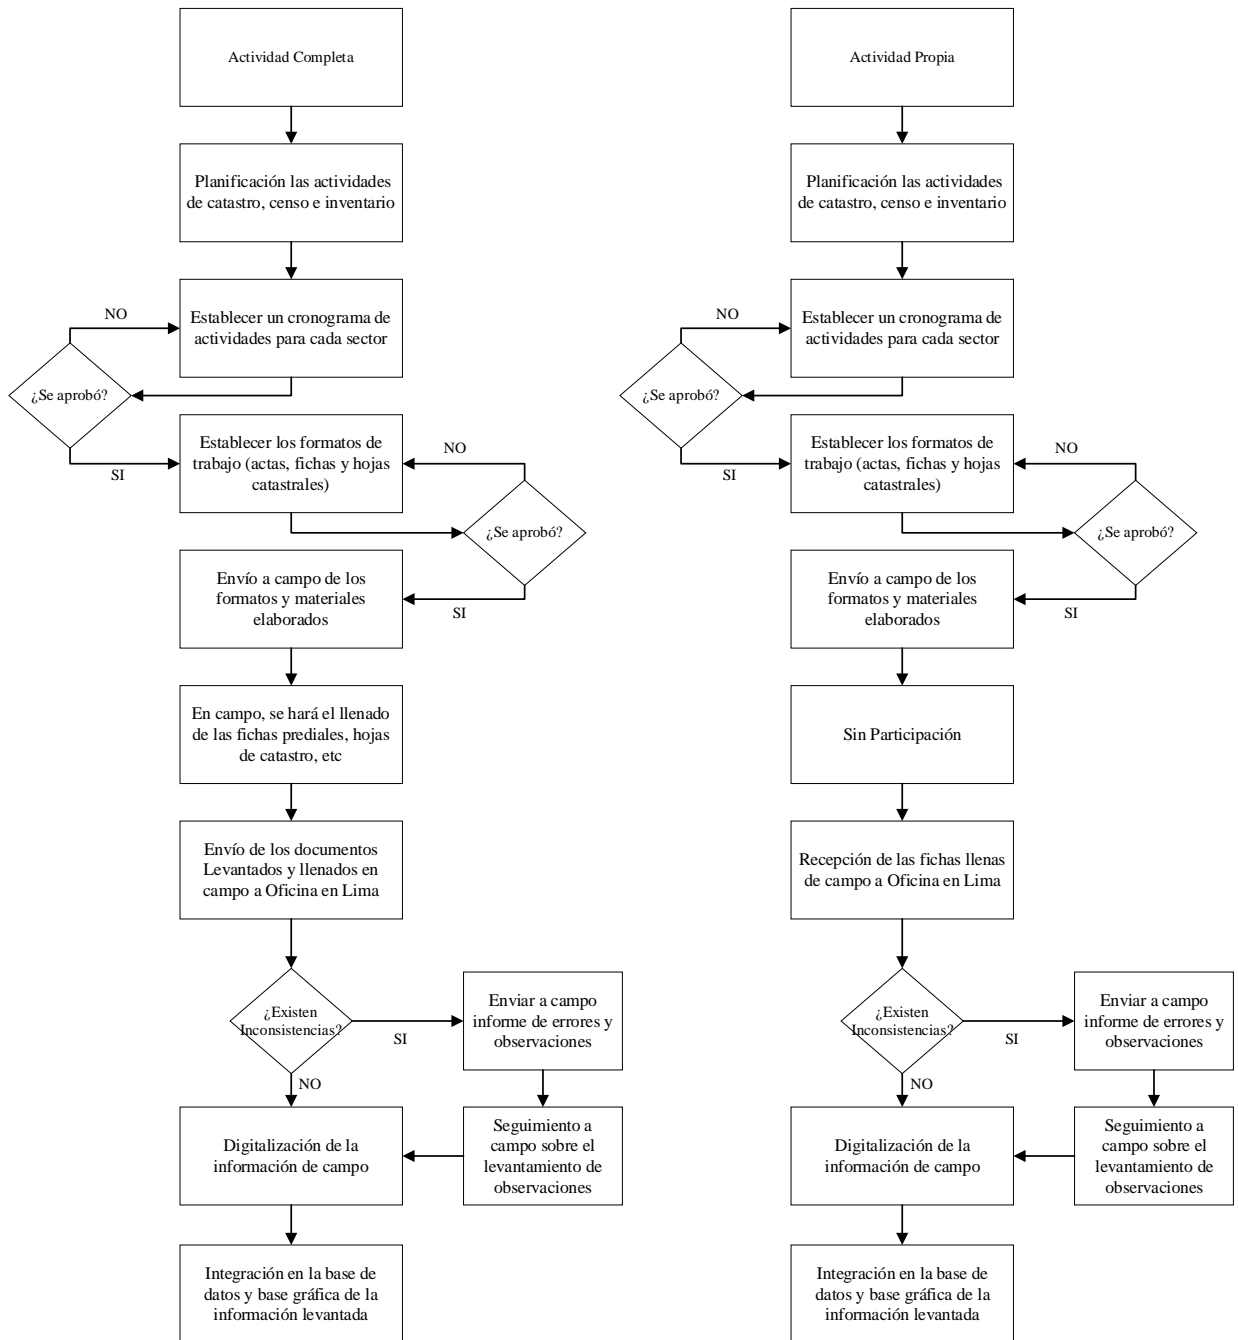 Actividad Completa
Planificación las actividades
de catastro, censo e inventario
NO
Establecer un cronograma de
actividades para cada sector
¿Se aprobó?
SI
Establecer los formatos de
trabajo (actas, fichas y hojas
catastrales)
NO
¿Se aprobó?
SI
Envío a campo de los
formatos y materiales
elaborados
En campo, se hará el llenado
de las fichas prediales, hojas
de catastro, etc
Envío de los documentos
Levantados y llenados en
campo a Oficina en Lima
¿Existen
Inconsistencias?
SI
Enviar a campo
informe de errores y
observaciones
NO
Seguimiento a
campo sobre el
levantamiento de
observaciones
Digitalización de la
información de campo
Integración en la base de
datos y base gráfica de la
información levantada
Actividad Propia
Planificación las actividades
de catastro, censo e inventario
NO
Establecer un cronograma de
actividades para cada sector
¿Se aprobó?
SI
Establecer los formatos de
trabajo (actas, fichas y hojas
catastrales)
NO
¿Se aprobó?
SI
Envío a campo de los
formatos y materiales
elaborados
Sin Participación
Recepción de las fichas llenas
de campo a Oficina en Lima
¿Existen
Inconsistencias?
SI
Enviar a campo
informe de errores y
observaciones
NO
Seguimiento a
campo sobre el
levantamiento de
observaciones
Digitalización de la
información de campo
Integración en la base de
datos y base gráfica de la
información levantada